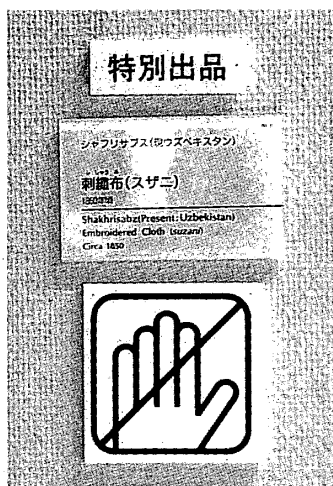 特別出品
シャフリサブス(現ウズベキスタン)
刺繍布(スザニ)
1850年頃
Shakhrisabz(Present: Uzbekistan)
Embroidered Cloth (suzani)
Circa 1850